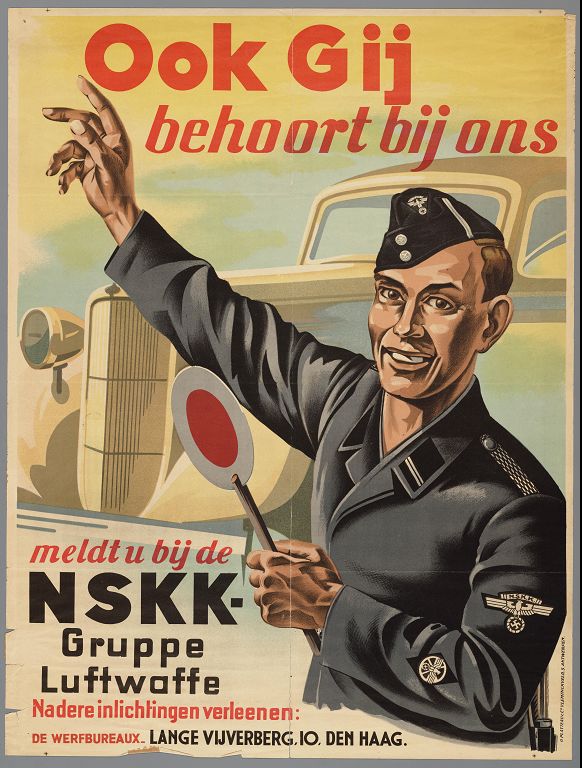 Ook Gij
behoort bij ons
N.S.K.K.
meldt u bij de
NSKK-
Gruppe
Luftwaffe
Nadere inlichtingen verleenen:
DE WERFBUREAUX.. LANGE VIJVERBERG.10, DEN HAAG.